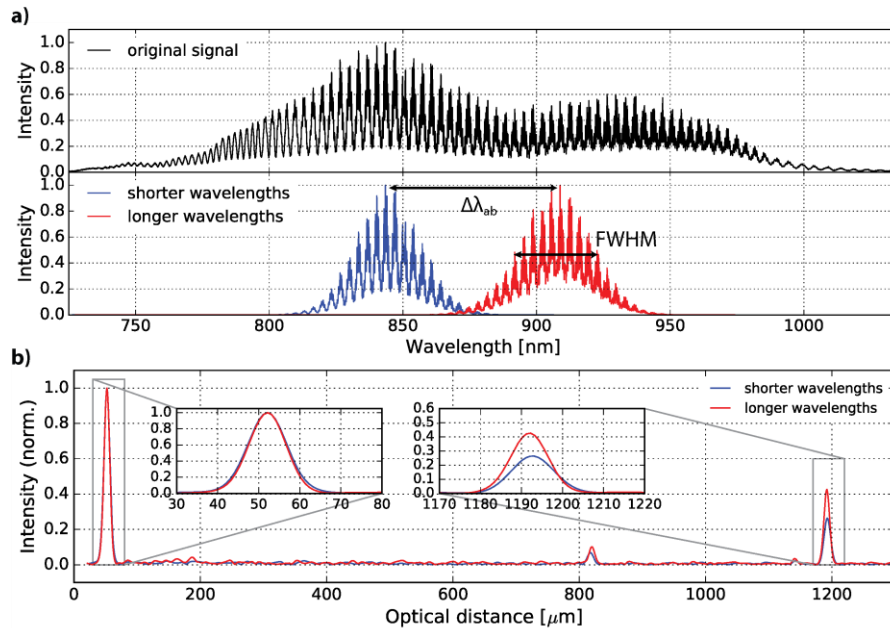 a)
original signal
Intensity
1.0
0.8
0.6
0.4
0.2
0.0
shorter wavelengths
longer wavelengths
Δλab
FWHM
Intensity
1.0
0.8
0.6
0.4
0.2
0.0
750 800 850 900 950 1000
Wavelength [nm]
b)
shorter wavelengths
longer wavelengths
Intensity (norm.)
1.0
0.8
0.6
0.4
0.2
0.0
1.0
0.8
0.6
0.4
0.2
0.0
30 40 50 60 70 80
0.6
0.5
0.4
0.3
0.2
0.1
0.0
1170 1180 1190 1200 1210 1220
0 200 400 600 800 1000 1200
Optical distance [μm]